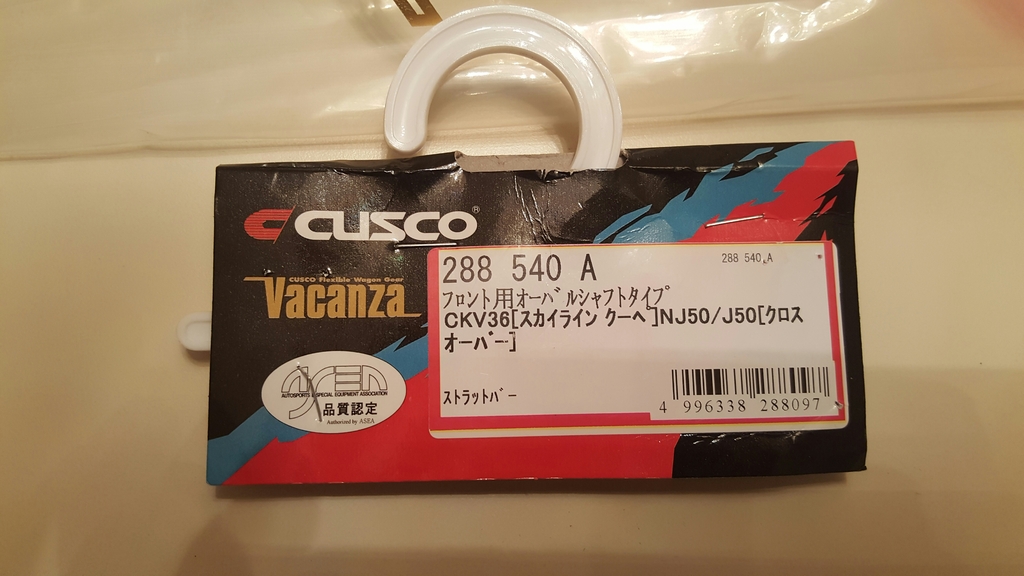 CUSCO®
CUSCO Flexible Wagon Gear
Vacanza
288 540 A
288 540 A
フロント用オーバルシャフトタイプ
CKV36[スカイライン クーペ]NJ50/J50[クロス
オーバー]
ストラットバー
4 996338 288097
ASEA
AUTOSPORTS & SPECIAL EQUIPMENT ASSOCIATION
品質認定
Authorized by ASEA